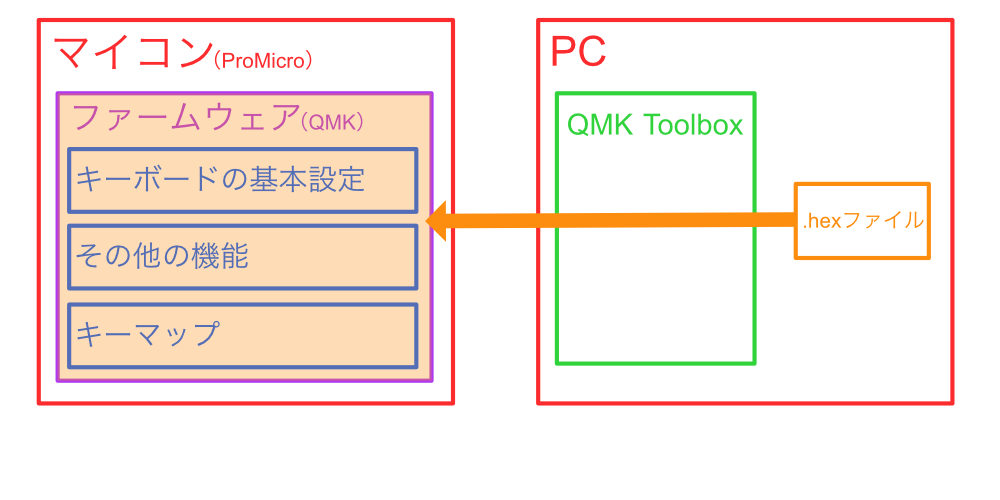 マイコン(ProMicro)
ファームウェア(QMK)
キーボードの基本設定
その他の機能
キーマップ
PC
QMK Toolbox
.hexファイル